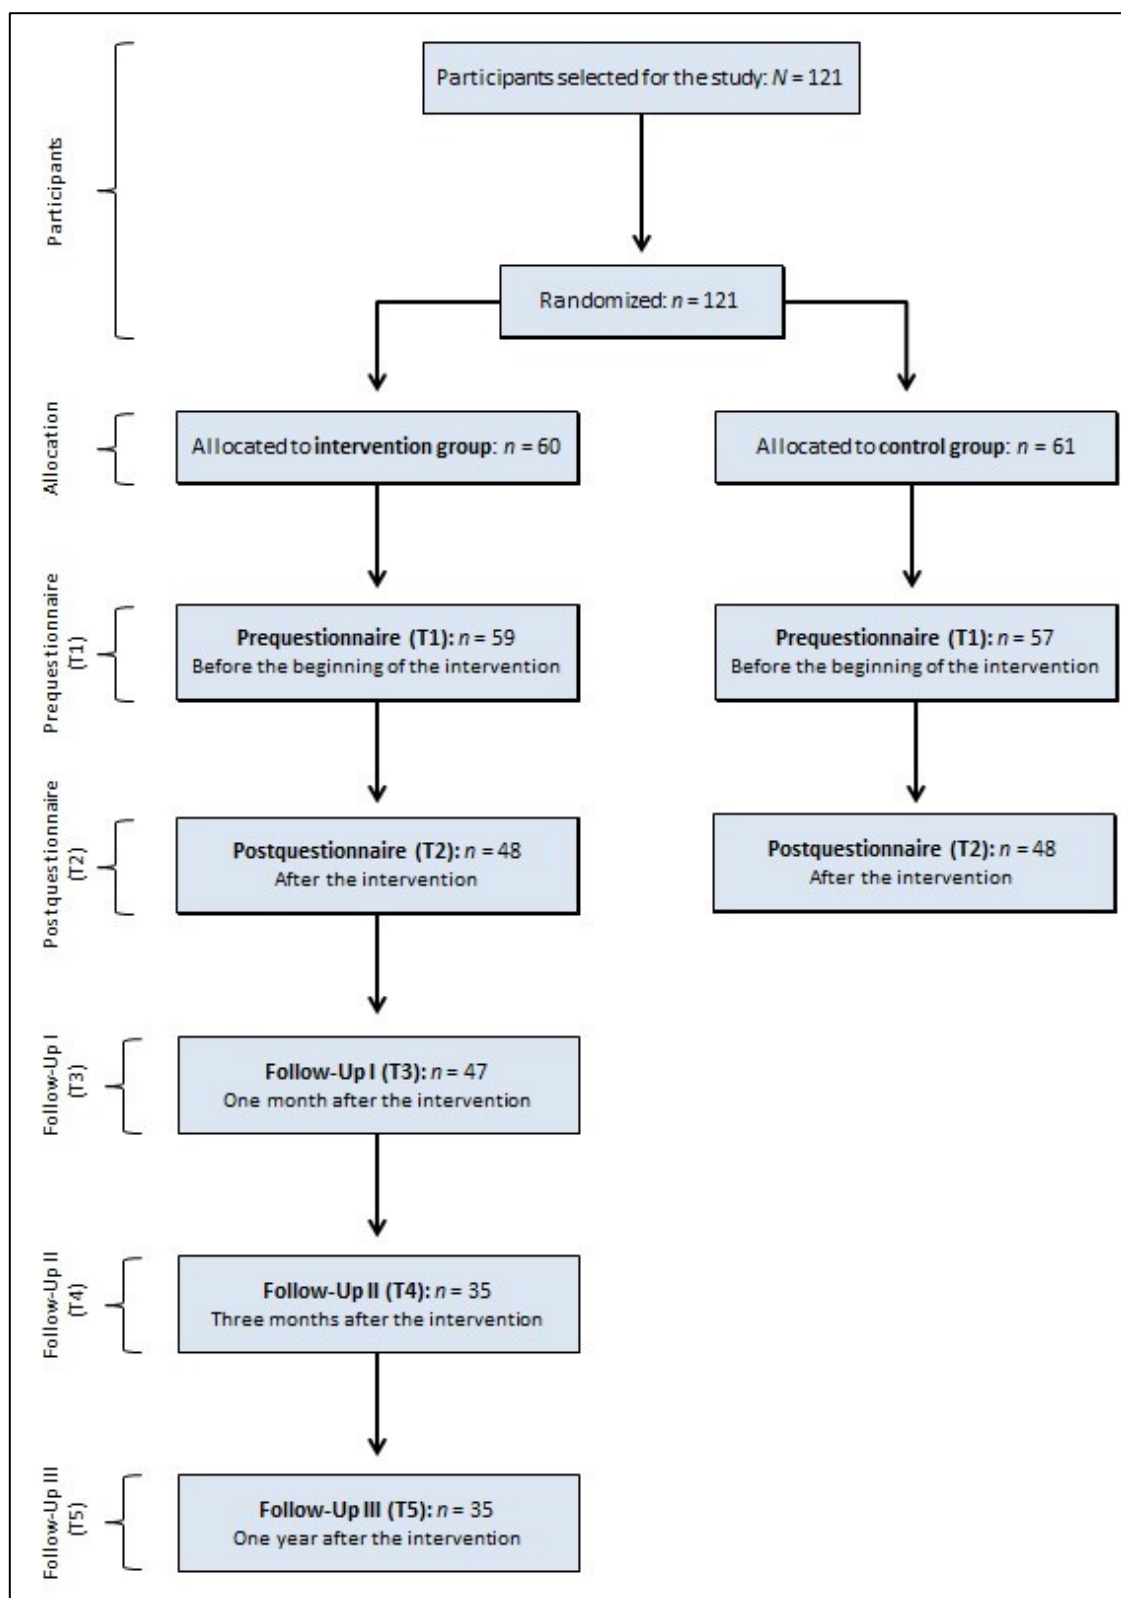 Participants
Participants selected for the study: N = 121
Randomized: n = 121
Allocation
Allocated to intervention group: n = 60
Allocated to control group: n = 61
Prequestionnaire
(T1)
Prequestionnaire (T1): n = 59
Before the beginning of the intervention
Prequestionnaire (T1): n = 57
Before the beginning of the intervention
Postquestionnaire
(T2)
Postquestionnaire (T2): n = 48
After the intervention
Postquestionnaire (T2): n = 48
After the intervention
Follow-Up I
(T3)
Follow-Up I (T3): n = 47
One month after the intervention
Follow-Up II
(T4)
Follow-Up II (T4): n = 35
Three months after the intervention
Follow-Up III
(T5)
Follow-Up III (T5): n = 35
One year after the intervention